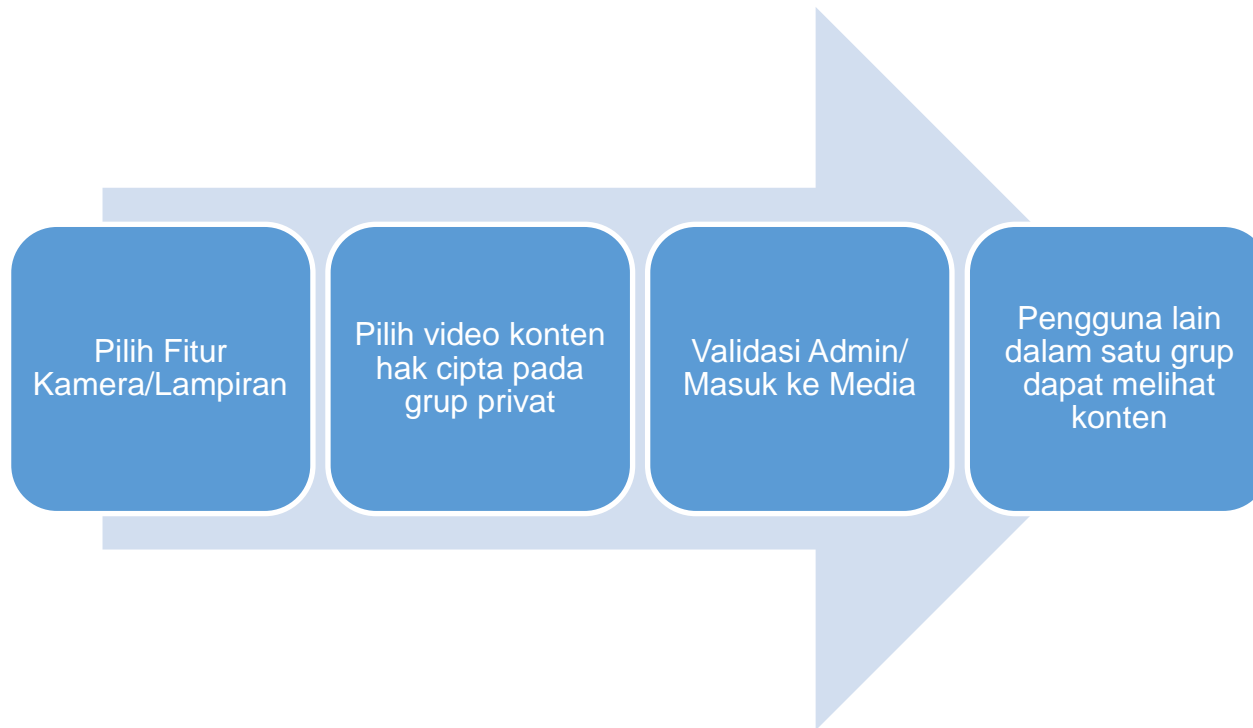 Pilih Fitur
Kamera/Lampiran
Pilih video konten
hak cipta pada
grup privat
Validasi Admin/
Masuk ke Media
Pengguna lain
dalam satu grup
dapat melihat
konten